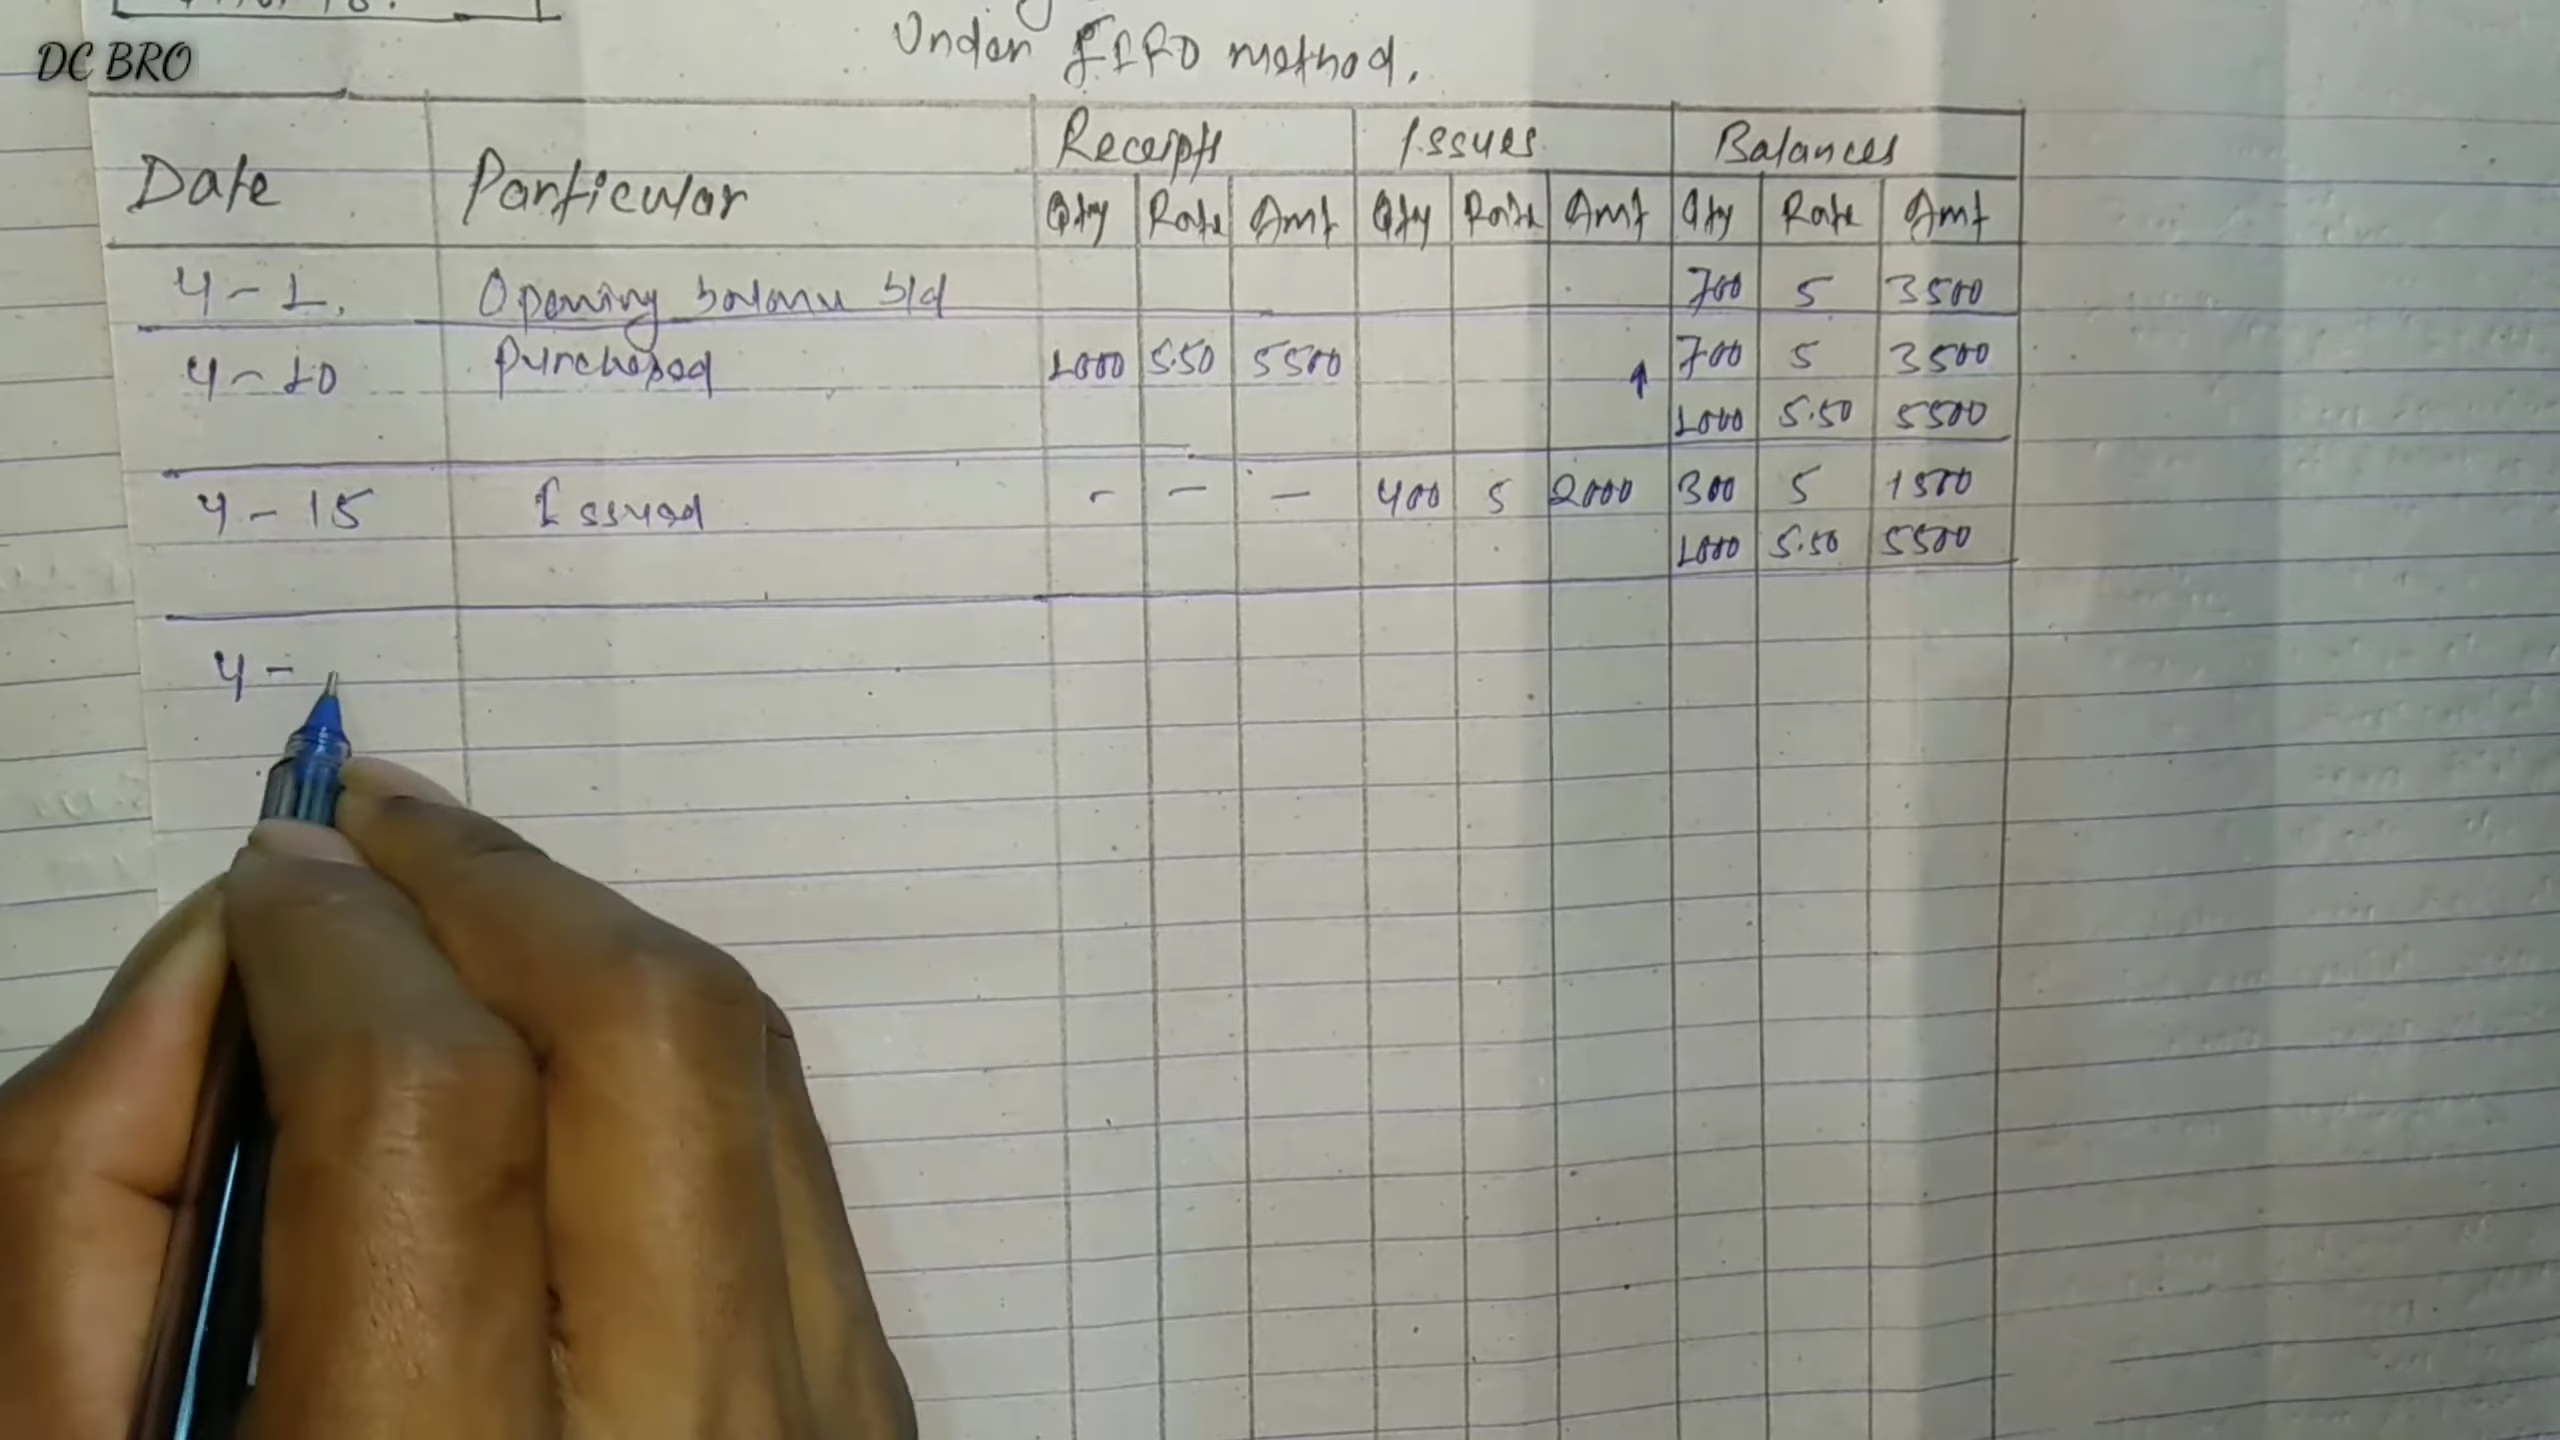 DC BRO
Under FIFO method.
Date Particular Receipts Issues Balances
Qty Rate Amt Qty Rate Amt Qty Rate Amt
4-1. Opening balance b/d 700 5 3500
4-10 Purchased 1000 5.50 5500 700 5 3500
1000 5.50 5500
4-15 Issued - - - 400 5 2000 300 5 1500
1000 5.50 5500
4-